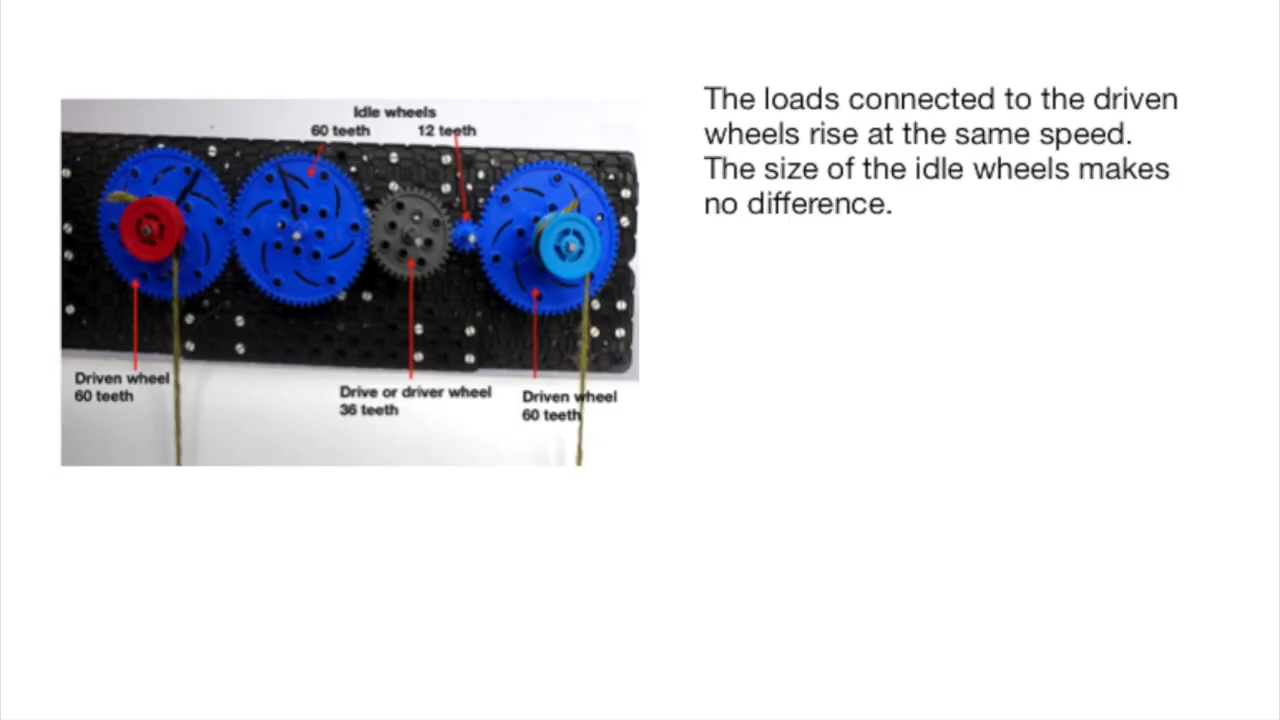 Idle wheels
60 teeth 12 teeth
The loads connected to the driven
wheels rise at the same speed.
The size of the idle wheels makes
no difference.
Driven wheel
60 teeth
Drive or driver wheel
36 teeth
Driven wheel
60 teeth